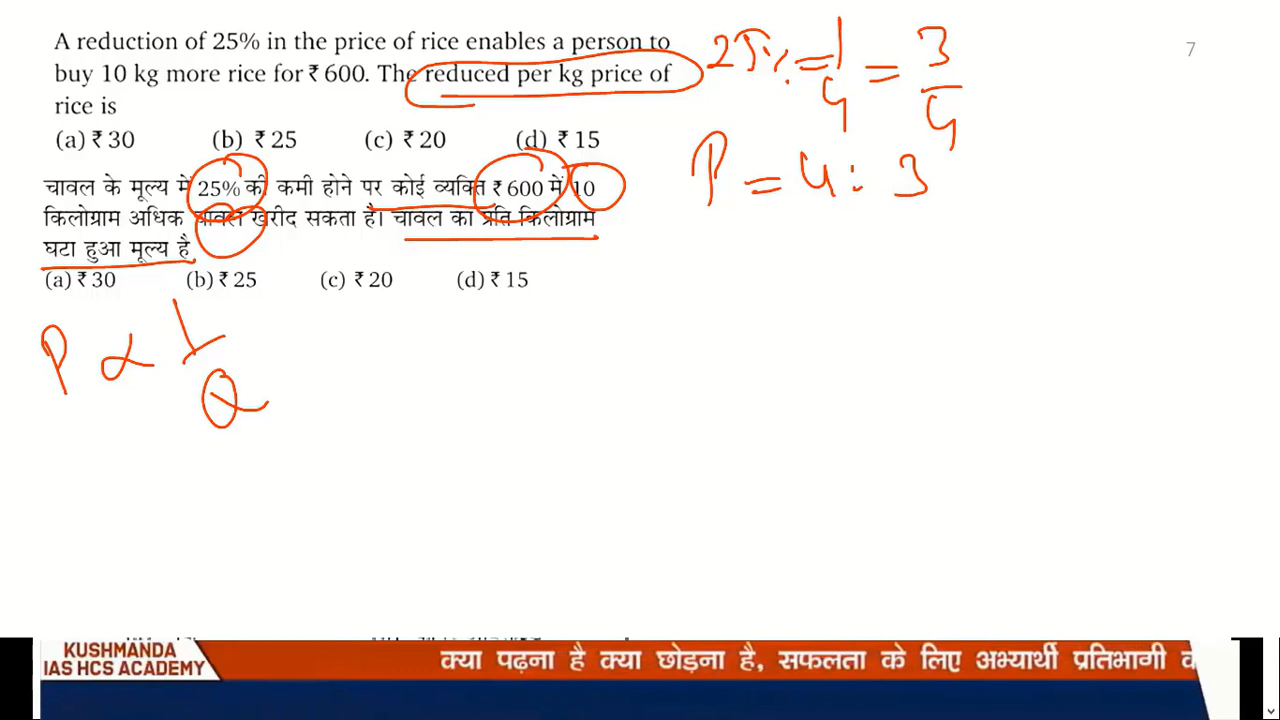 A reduction of 25% in the price of rice enables a person to
buy 10 kg more rice for ₹ 600. The reduced per kg price of
rice is
(a) ₹ 30 (b) ₹ 25 (c) ₹ 20 (d) ₹ 15
चावल के मूल्य में 25% की कमी होने पर कोई व्यक्ति ₹ 600 में 10
किलोग्राम अधिक चावल खरीद सकता है। चावल का प्रति किलोग्राम
घटा हुआ मूल्य है
(a) ₹ 30 (b) ₹ 25 (c) ₹ 20 (d) ₹ 15
25% = 1/4 = 3/4
P = 4 : 3
7
P ∝ 1/Q
KUSHMANDA
IAS HCS ACADEMY
क्या पढ़ना है क्या छोड़ना है, सफलता के लिए अभ्यार्थी प्रतिभागी